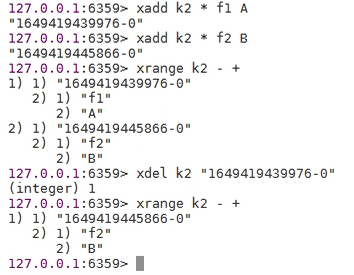 127.0.0.1:6359> xadd k2 * f1 A
"1649419439976-0"
127.0.0.1:6359> xadd k2 * f2 B
"1649419445866-0"
127.0.0.1:6359> xrange k2 - +
1) 1) "1649419439976-0"
   2) 1) "f1"
      2) "A"
2) 1) "1649419445866-0"
   2) 1) "f2"
      2) "B"
127.0.0.1:6359> xdel k2 "1649419439976-0"
(integer) 1
127.0.0.1:6359> xrange k2 - +
1) 1) "1649419445866-0"
   2) 1) "f2"
      2) "B"
127.0.0.1:6359>